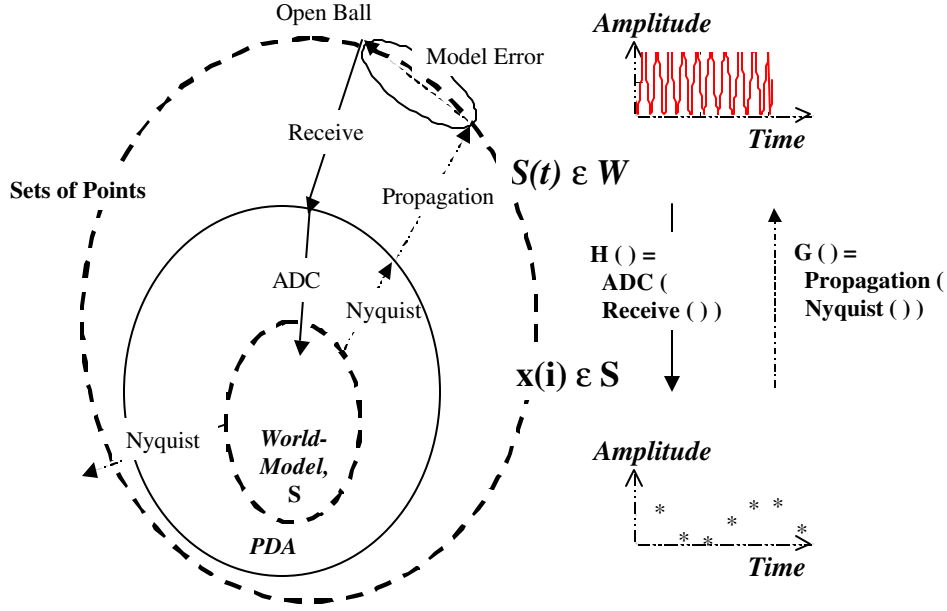 Open Ball
Model Error
Receive
Sets of Points
Propagation
ADC
Nyquist
Nyquist
World-
Model,
S
PDA
Amplitude
Time
S(t) ε W
H ( ) =
ADC (
Receive ( ) )
G ( ) =
Propagation (
Nyquist ( ) )
x(i) ε S
Amplitude
* * * * * * *
Time